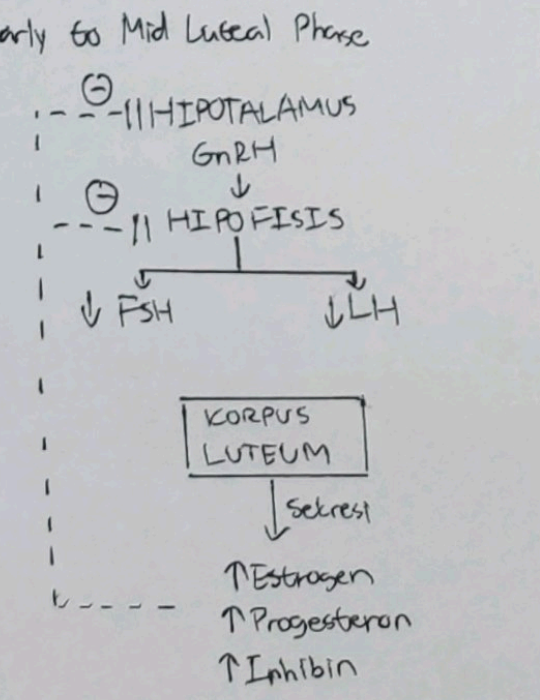 arly to Mid Luteal Phase
HIPOTALAMUS
GnRH
HIPOFISIS
↓ FSH ↓ LH
KORPUS
LUTEUM
Sekresi
↑ Estrogen
↑ Progesteron
↑ Inhibin